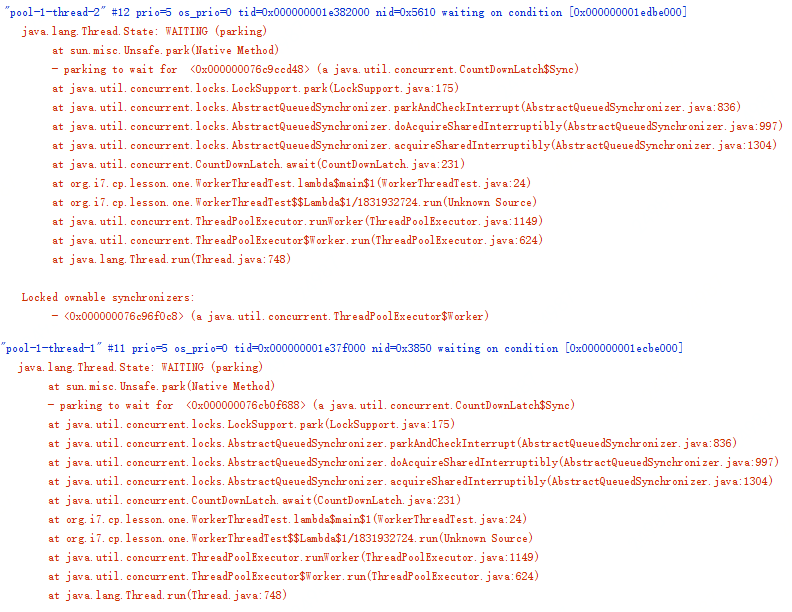 "pool-1-thread-2" #12 prio=5 os_prio=0 tid=0x000000001e382000 nid=0x5610 waiting on condition [0x000000001edbe000]
java.lang.Thread.State: WAITING (parking)
at sun.misc.Unsafe.park(Native Method)
- parking to wait for <0x000000076c9ccd48> (a java.util.concurrent.CountDownLatch$Sync)
at java.util.concurrent.locks.LockSupport.park(LockSupport.java:175)
at java.util.concurrent.locks.AbstractQueuedSynchronizer.parkAndCheckInterrupt(AbstractQueuedSynchronizer.java:836)
at java.util.concurrent.locks.AbstractQueuedSynchronizer.doAcquireSharedInterruptibly(AbstractQueuedSynchronizer.java:997)
at java.util.concurrent.locks.AbstractQueuedSynchronizer.acquireSharedInterruptibly(AbstractQueuedSynchronizer.java:1304)
at java.util.concurrent.CountDownLatch.await(CountDownLatch.java:231)
at org.i7.cp.lesson.one.WorkerThreadTest.lambda$main$1(WorkerThreadTest.java:24)
at org.i7.cp.lesson.one.WorkerThreadTest$$Lambda$1/1831932724.run(Unknown Source)
at java.util.concurrent.ThreadPoolExecutor.runWorker(ThreadPoolExecutor.java:1149)
at java.util.concurrent.ThreadPoolExecutor$Worker.run(ThreadPoolExecutor.java:624)
at java.lang.Thread.run(Thread.java:748)
Locked ownable synchronizers:
- <0x000000076c96f0c8> (a java.util.concurrent.ThreadPoolExecutor$Worker)
"pool-1-thread-1" #11 prio=5 os_prio=0 tid=0x000000001e37f000 nid=0x3850 waiting on condition [0x000000001ecbe000]
java.lang.Thread.State: WAITING (parking)
at sun.misc.Unsafe.park(Native Method)
- parking to wait for <0x000000076cb0f688> (a java.util.concurrent.CountDownLatch$Sync)
at java.util.concurrent.locks.LockSupport.park(LockSupport.java:175)
at java.util.concurrent.locks.AbstractQueuedSynchronizer.parkAndCheckInterrupt(AbstractQueuedSynchronizer.java:836)
at java.util.concurrent.locks.AbstractQueuedSynchronizer.doAcquireSharedInterruptibly(AbstractQueuedSynchronizer.java:997)
at java.util.concurrent.locks.AbstractQueuedSynchronizer.acquireSharedInterruptibly(AbstractQueuedSynchronizer.java:1304)
at java.util.concurrent.CountDownLatch.await(CountDownLatch.java:231)
at org.i7.cp.lesson.one.WorkerThreadTest.lambda$main$1(WorkerThreadTest.java:24)
at org.i7.cp.lesson.one.WorkerThreadTest$$Lambda$1/1831932724.run(Unknown Source)
at java.util.concurrent.ThreadPoolExecutor.runWorker(ThreadPoolExecutor.java:1149)
at java.util.concurrent.ThreadPoolExecutor$Worker.run(ThreadPoolExecutor.java:624)
at java.lang.Thread.run(Thread.java:748)